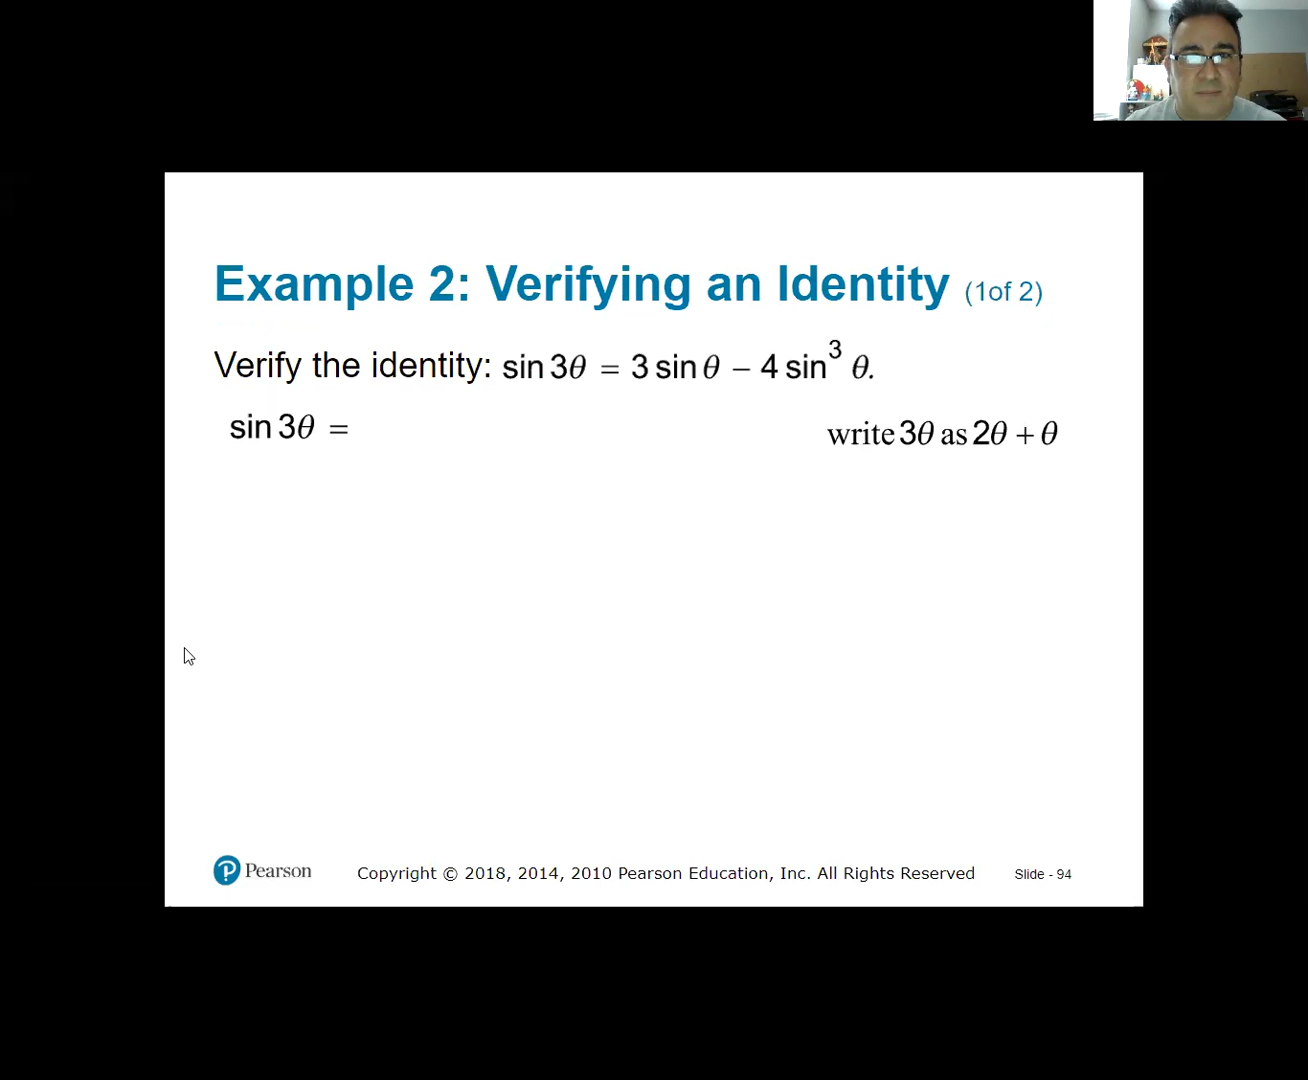 Example 2: Verifying an Identity (1of 2)
Verify the identity: sin 3θ = 3 sin θ − 4 sin³ θ.
sin 3θ =
write 3θ as 2θ + θ
Pearson Copyright © 2018, 2014, 2010 Pearson Education, Inc. All Rights Reserved Slide - 94